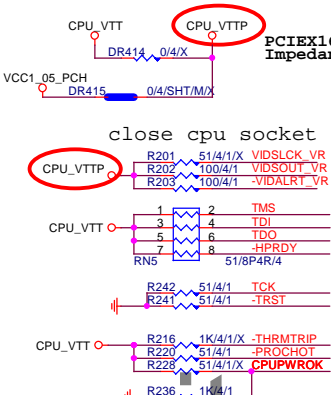 CPU_VTT CPU_VTTP
DR414 0/4/X
PCIEX1
Impeda
VCC1_05_PCH
DR415 0/4/SHT/M/X
close cpu socket
CPU_VTTP
R201 51/4/1/X VIDSLCK_VR
R202 100/4/1 VIDSOUT_VR
R203 100/4/1 -VIDALRT_VR
CPU_VTT
1 2 TMS
3 4 TDI
5 6 TDO
7 8 -HPRDY
RN5 51/8P4R/4
R242 51/4/1 TCK
R241 51/4/1 -TRST
CPU_VTT
R216 1K/4/1/X -THRMTRIP
R220 51/4/1 -PROCHOT
R228 51/4/1/X CPUPWROK
R236 1K/4/1